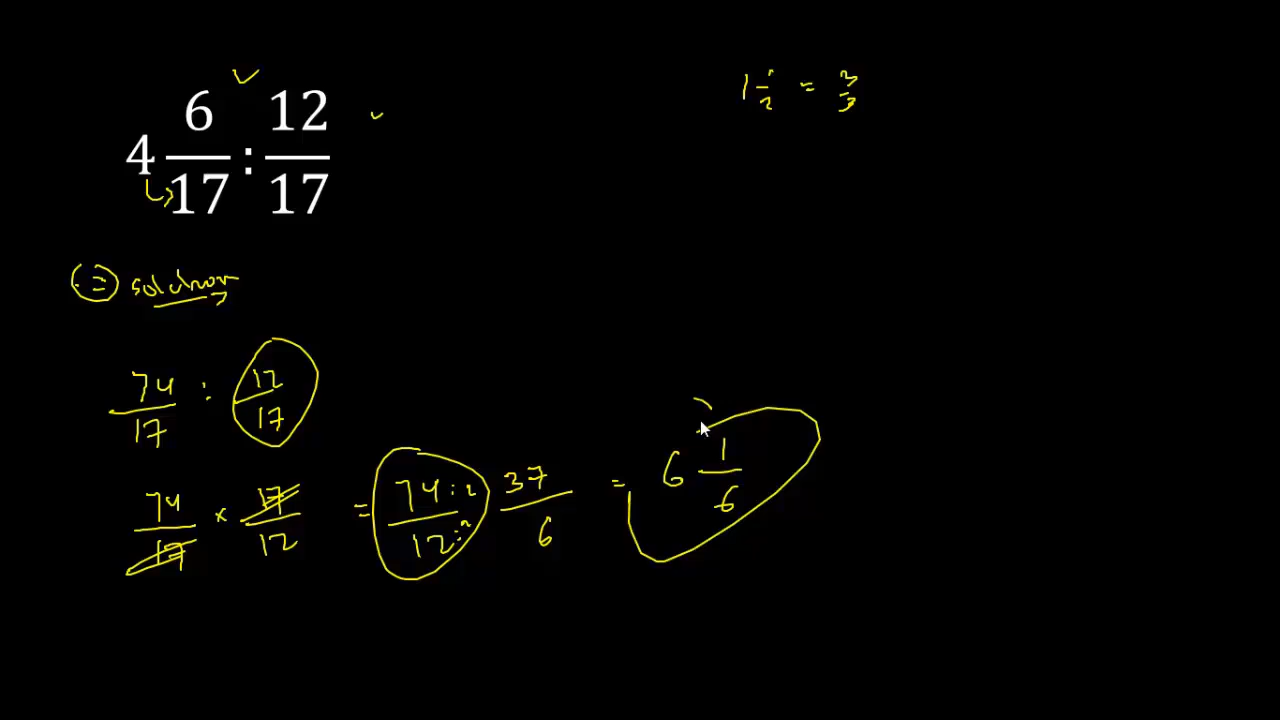 4 6/17 : 12/17
1 1/2 = 3/3
(=) solution
74/17 : 12/17
74/17 × 17/12 = 74:2/12:2 37/6 = 6 1/6